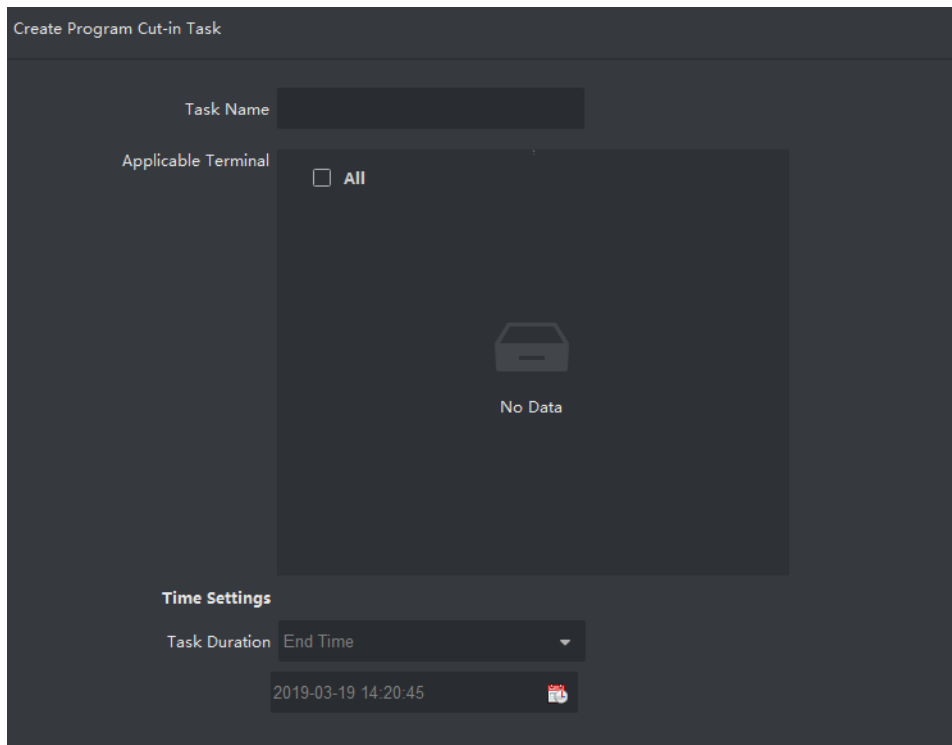 Create Program Cut-in Task
Task Name
Applicable Terminal
All
No Data
Time Settings
Task Duration End Time
2019-03-19 14:20:45